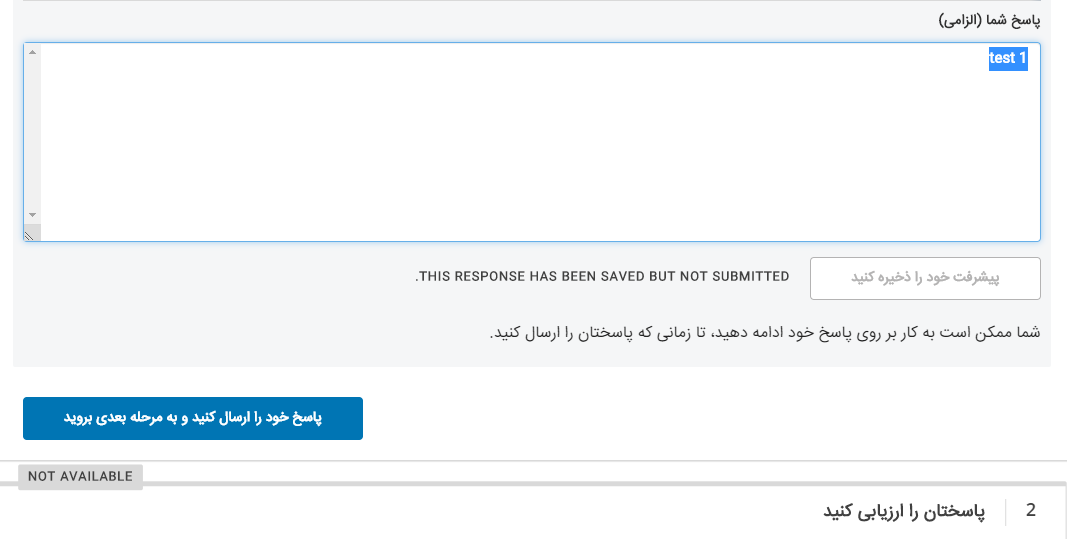 پاسخ شما (الزامی)
test 1
پیشرفت خود را ذخیره کنید
.THIS RESPONSE HAS BEEN SAVED BUT NOT SUBMITTED
شما ممکن است به کار بر روی پاسخ خود ادامه دهید، تا زمانی که پاسختان را ارسال کنید.
پاسخ خود را ارسال کنید و به مرحله بعدی بروید
NOT AVAILABLE
2 پاسختان را ارزیابی کنید